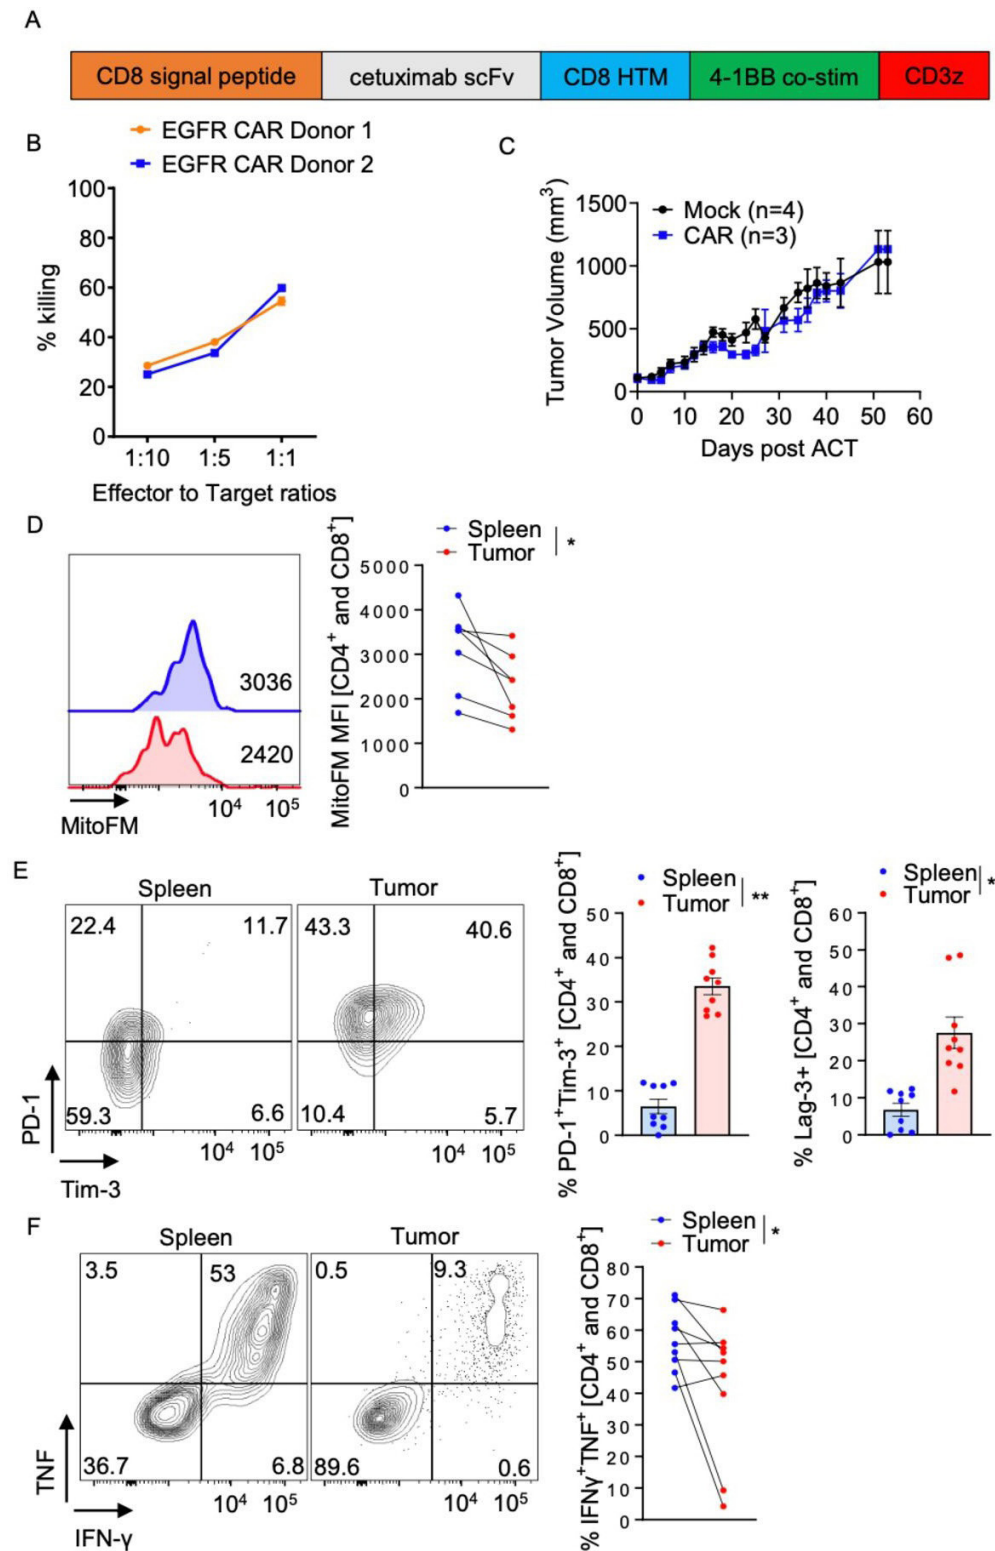 A
CD8 signal peptide cetuximab scFv CD8 HTM 4-1BB co-stim CD3z
B
EGFR CAR Donor 1
EGFR CAR Donor 2
% killing
100
80
60
40
20
0
1:10 1:5 1:1
Effector to Target ratios
C
Tumor Volume (mm³)
Mock (n=4)
CAR (n=3)
1500
1000
500
0
0 10 20 30 40 50 60
Days post ACT
D
3036
2420
10⁴ 10⁵
MitoFM
Spleen
Tumor
*
MitoFM MFI [CD4⁺ and CD8⁺]
5000
4000
3000
2000
1000
0
E
Spleen Tumor
22.4 11.7 43.3 40.6
59.3 6.6 10.4 5.7
10⁴ 10⁵ 10⁴ 10⁵
PD-1
Tim-3
Spleen
Tumor
**
% PD-1⁺Tim-3⁺ [CD4⁺ and CD8⁺]
50
40
30
20
10
0
Spleen
Tumor
*
% Lag-3+ [CD4⁺ and CD8⁺]
60
50
40
30
20
10
0
F
Spleen Tumor
3.5 53 0.5 9.3
36.7 6.8 89.6 0.6
10⁴ 10⁵ 10⁴ 10⁵
TNF
IFN-γ
Spleen
Tumor
*
% IFNγ⁺TNF⁺ [CD4⁺ and CD8⁺]
80
70
60
50
40
30
20
10
0